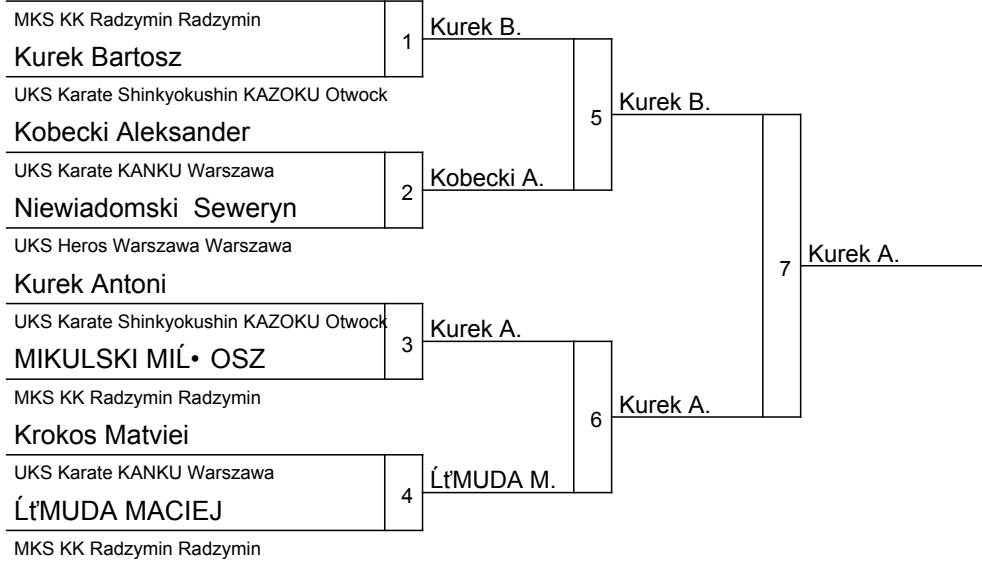 MKS KK Radzymin Radzymin
Kurek Bartosz
UKS Karate Shinkyokushin KAZOKU Otwock
Kobecki Aleksander
UKS Karate KANKU Warszawa
Niewiadomski  Seweryn
UKS Heros Warszawa Warszawa
Kurek Antoni
UKS Karate Shinkyokushin KAZOKU Otwock
MIKULSKI MIĹ• OSZ
MKS KK Radzymin Radzymin
Krokos Matviei
UKS Karate KANKU Warszawa
ĹťMUDA MACIEJ
MKS KK Radzymin Radzymin
1
Kurek B.
2
Kobecki A.
3
Kurek A.
4
ĹťMUDA M.
5
Kurek B.
6
Kurek A.
7
Kurek A.